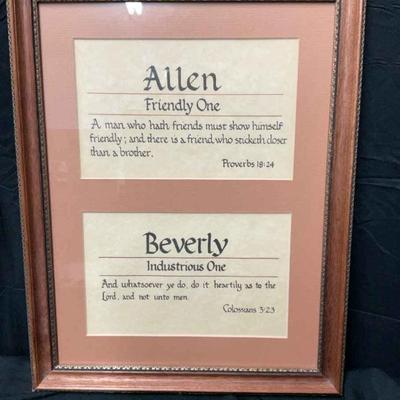 Allen
Friendly One
A man who hath friends must show himself
friendly; and there is a friend who sticketh closer
than a brother.
Proverbs 18:24
Beverly
Industrious One
And whatsoever ye do, do it heartily as to the
Lord, and not unto men.
Colossians 3:23